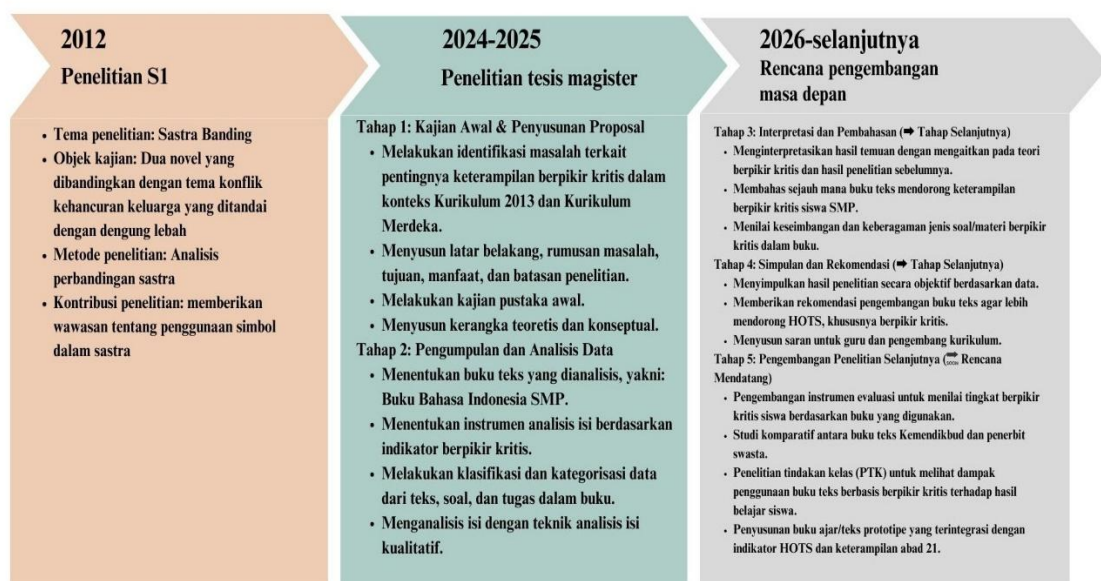 2012
Penelitian S1
• Tema penelitian: Sastra Banding
• Objek kajian: Dua novel yang
dibandingkan dengan tema konflik
kehancuran keluarga yang ditandai
dengan dengung lebah
• Metode penelitian: Analisis
perbandingan sastra
• Kontribusi penelitian: memberikan
wawasan tentang penggunaan simbol
dalam sastra
2024-2025
Penelitian tesis magister
Tahap 1: Kajian Awal & Penyusunan Proposal
• Melakukan identifikasi masalah terkait
pentingnya keterampilan berpikir kritis dalam
konteks Kurikulum 2013 dan Kurikulum
Merdeka.
• Menyusun latar belakang, rumusan masalah,
tujuan, manfaat, dan batasan penelitian.
• Melakukan kajian pustaka awal.
• Menyusun kerangka teoretis dan konseptual.
Tahap 2: Pengumpulan dan Analisis Data
• Menentukan buku teks yang dianalisis, yakni:
Buku Bahasa Indonesia SMP.
• Menentukan instrumen analisis isi berdasarkan
indikator berpikir kritis.
• Melakukan klasifikasi dan kategorisasi data
dari teks, soal, dan tugas dalam buku.
• Menganalisis isi dengan teknik analisis isi
kualitatif.
2026-selanjutnya
Rencana pengembangan
masa depan
Tahap 3: Interpretasi dan Pembahasan (➡ Tahap Selanjutnya)
• Menginterpretasikan hasil temuan dengan mengaitkan pada teori
berpikir kritis dan hasil penelitian sebelumnya.
• Membahas sejauh mana buku teks mendorong keterampilan
berpikir kritis siswa SMP.
• Menilai keseimbangan dan keberagaman jenis soal/materi berpikir
kritis dalam buku.
Tahap 4: Simpulan dan Rekomendasi (➡ Tahap Selanjutnya)
• Menyimpulkan hasil penelitian secara objektif berdasarkan data.
• Memberikan rekomendasi pengembangan buku teks agar lebih
mendorong HOTS, khususnya berpikir kritis.
• Menyusun saran untuk guru dan pengembang kurikulum.
Tahap 5: Pengembangan Penelitian Selanjutnya (🔜 Rencana
Mendatang)
• Pengembangan instrumen evaluasi untuk menilai tingkat berpikir
kritis siswa berdasarkan buku yang digunakan.
• Studi komparatif antara buku teks Kemendikbud dan penerbit
swasta.
• Penelitian tindakan kelas (PTK) untuk melihat dampak
penggunaan buku teks berbasis berpikir kritis terhadap hasil
belajar siswa.
• Penyusunan buku ajar/teks prototipe yang terintegrasi dengan
indikator HOTS dan keterampilan abad 21.